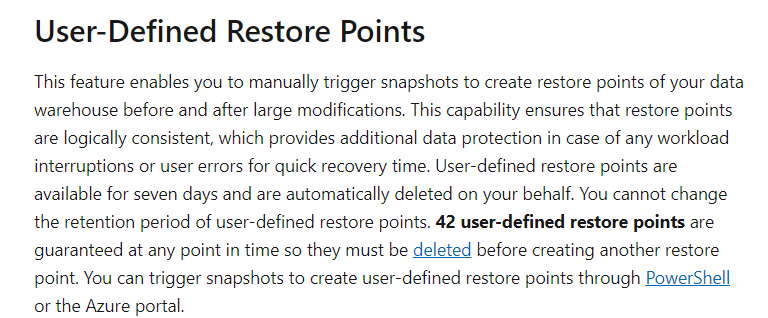 User-Defined Restore Points
This feature enables you to manually trigger snapshots to create restore points of your data
warehouse before and after large modifications. This capability ensures that restore points
are logically consistent, which provides additional data protection in case of any workload
interruptions or user errors for quick recovery time. User-defined restore points are
available for seven days and are automatically deleted on your behalf. You cannot change
the retention period of user-defined restore points. 42 user-defined restore points are
guaranteed at any point in time so they must be deleted before creating another restore
point. You can trigger snapshots to create user-defined restore points through PowerShell
or the Azure portal.